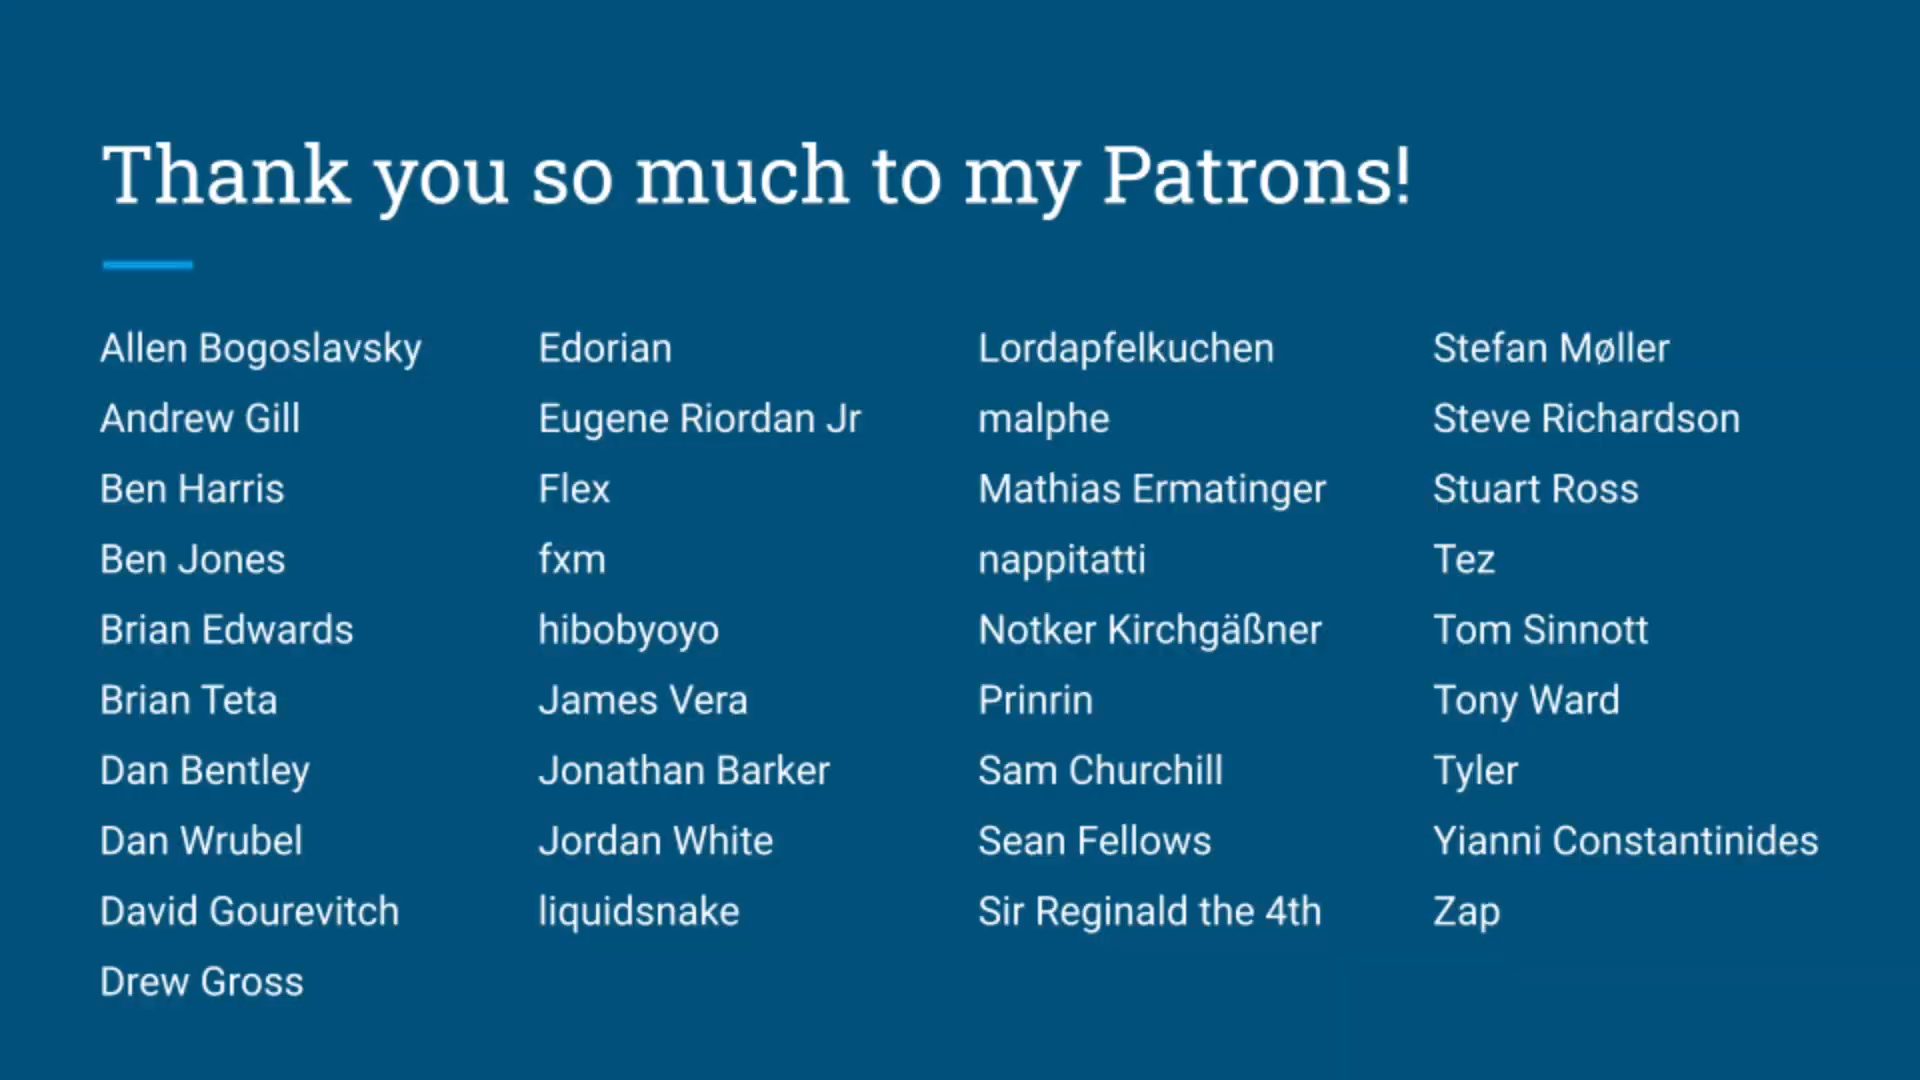 Thank you so much to my Patrons!
Allen Bogoslavsky
Andrew Gill
Ben Harris
Ben Jones
Brian Edwards
Brian Teta
Dan Bentley
Dan Wrubel
David Gourevitch
Drew Gross
Edorian
Eugene Riordan Jr
Flex
fxm
hibobyoyo
James Vera
Jonathan Barker
Jordan White
liquidsnake
Lordapfelkuchen
malphe
Mathias Ermatinger
nappitatti
Notker Kirchgäßner
Prinrin
Sam Churchill
Sean Fellows
Sir Reginald the 4th
Stefan Møller
Steve Richardson
Stuart Ross
Tez
Tom Sinnott
Tony Ward
Tyler
Yianni Constantinides
Zap